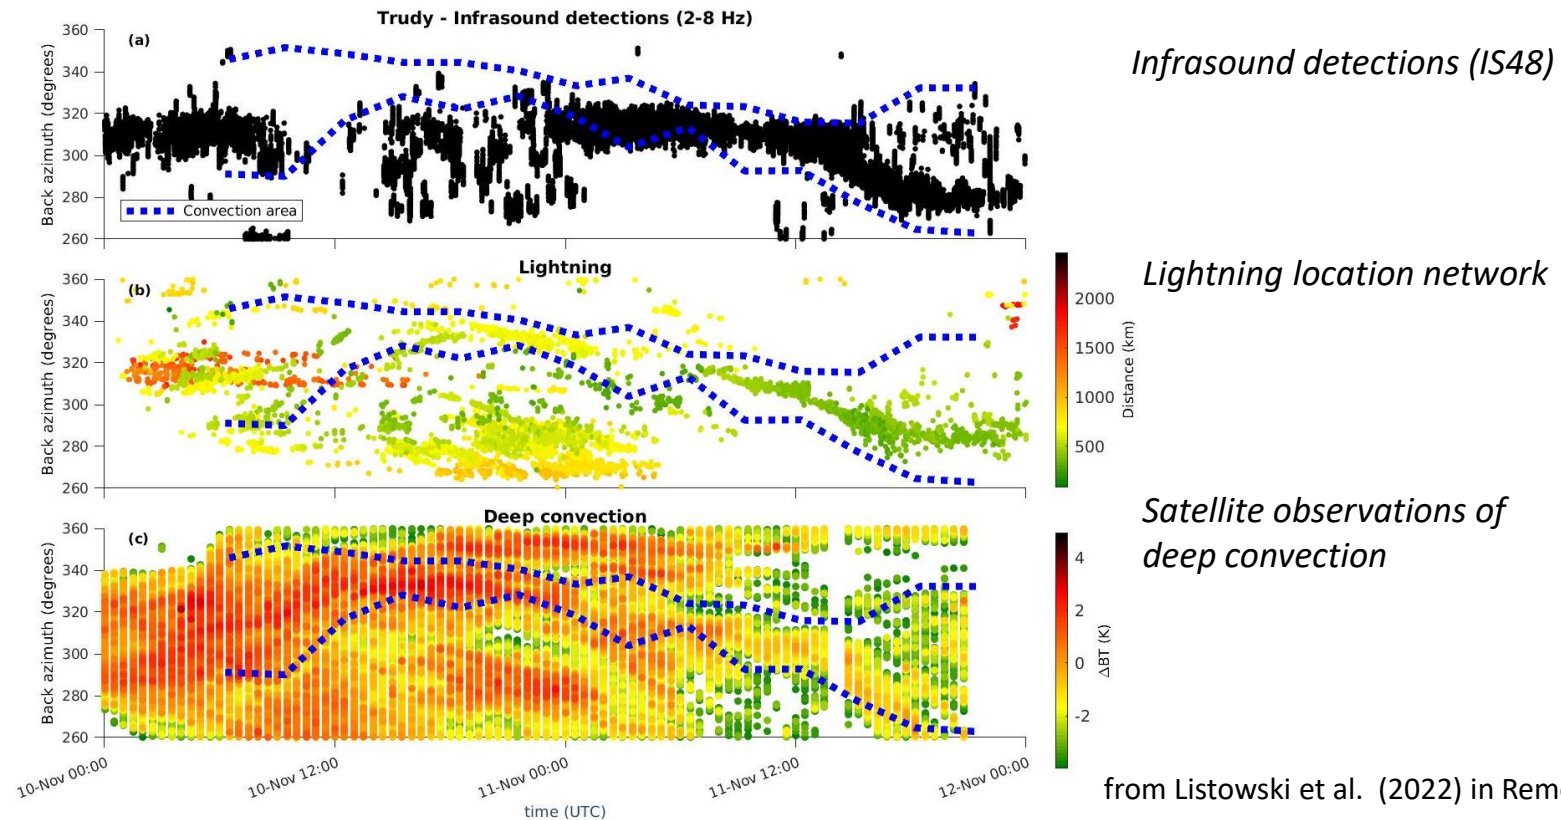 Trudy - Infrasound detections (2-8 Hz)
(a)
360
340
320
300
280
260
Back azimuth (degrees)
Convection area
Infrasound detections (IS48)
Lightning
(b)
360
340
320
300
280
260
Back azimuth (degrees)
2000
1500
1000
500
Distance (km)
Lightning location network
Deep convection
(c)
360
340
320
300
280
260
Back azimuth (degrees)
4
2
0
-2
ΔBT (K)
Satellite observations of
deep convection
10-Nov 00:00
10-Nov 12:00
11-Nov 00:00
11-Nov 12:00
12-Nov 00:00
time (UTC)
from Listowski et al. (2022) in Rem